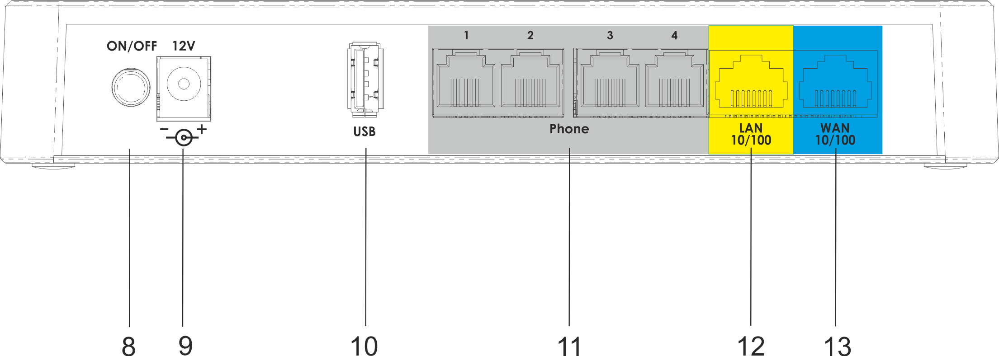 1 2 3 4
ON/OFF 12V
- +
USB
Phone
LAN
10/100
WAN
10/100
8 9 10 11 12 13